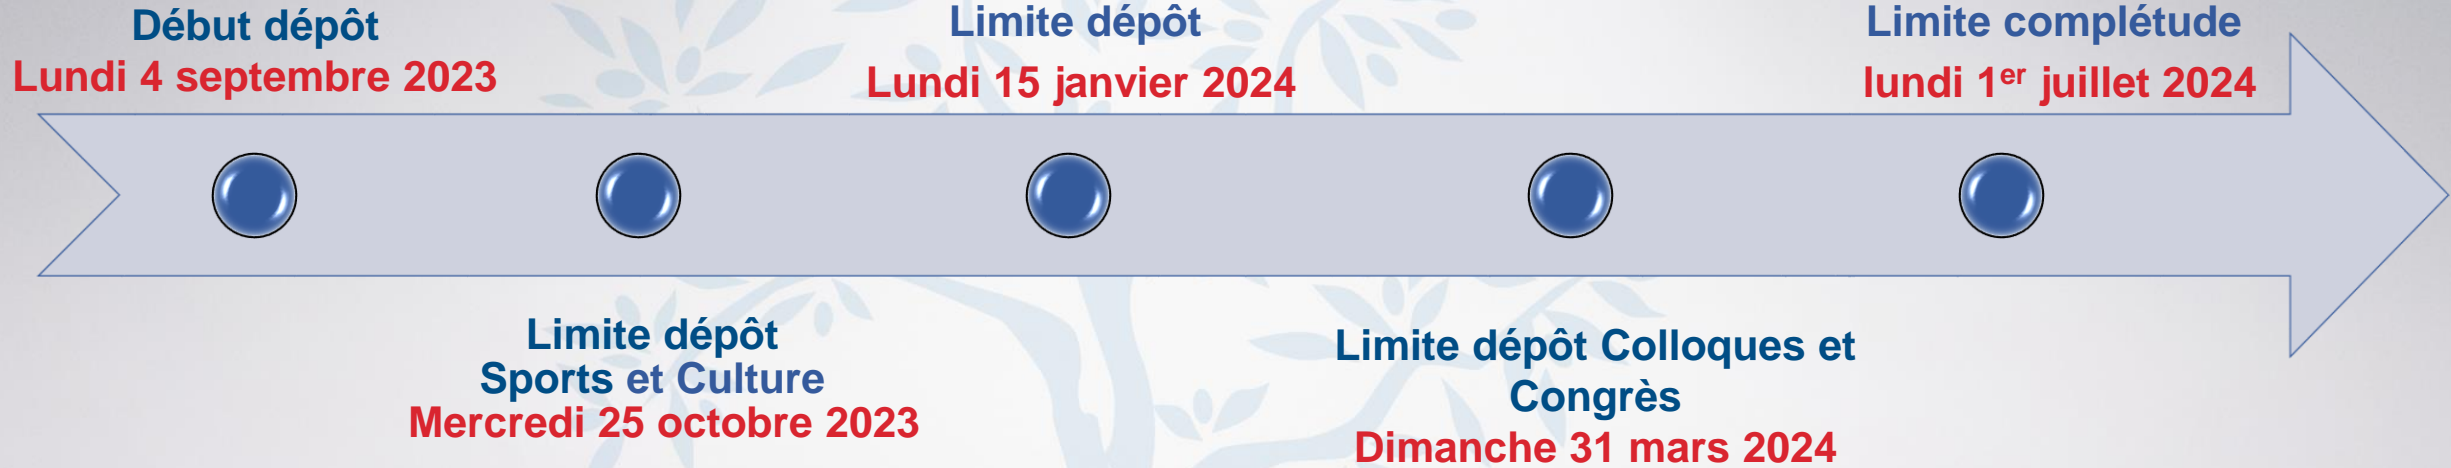 Début dépôt
Lundi 4 septembre 2023
Limite dépôt
Sports et Culture
Mercredi 25 octobre 2023
Limite dépôt
Lundi 15 janvier 2024
Limite dépôt Colloques et
Congrès
Dimanche 31 mars 2024
Limite complétude
lundi 1er juillet 2024